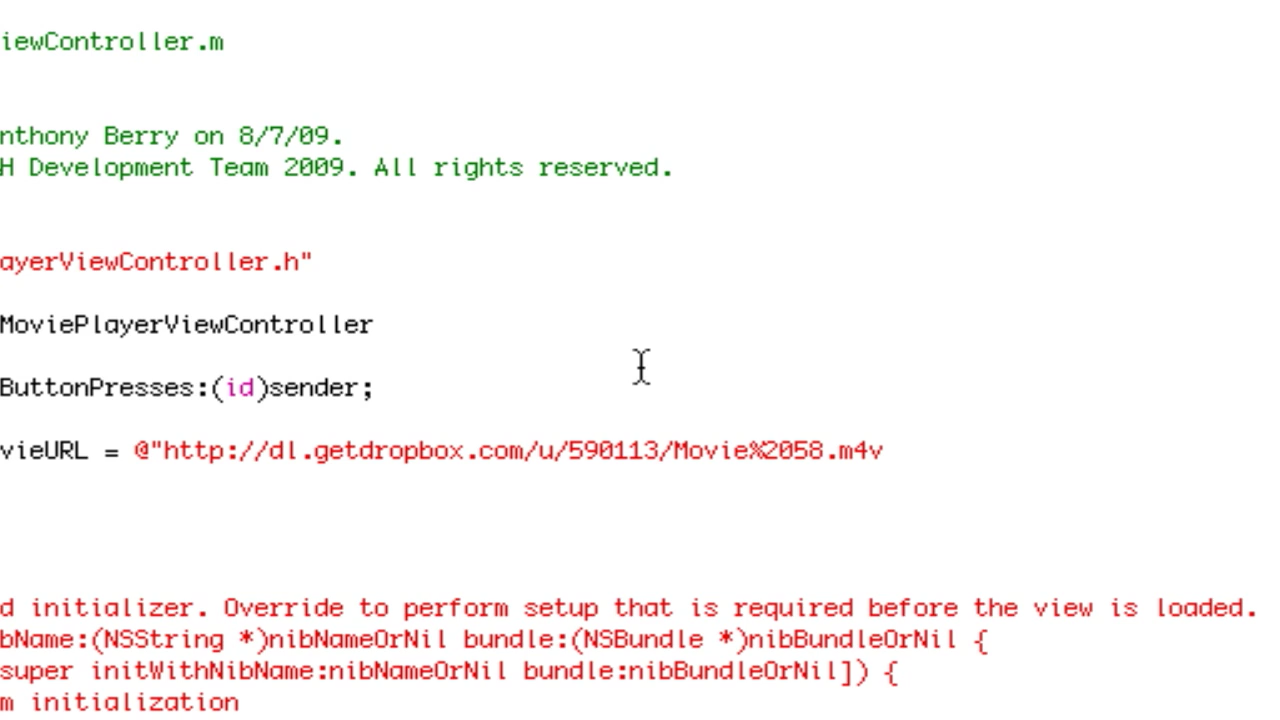 iewController.m
nthony Berry on 8/7/09.
H Development Team 2009. All rights reserved.
ayerViewController.h"
MoviePlayerViewController
ButtonPresses:(id)sender;
vieURL = @"http://dl.getdropbox.com/u/590113/Movie%2058.m4v
d initializer. Override to perform setup that is required before the view is loaded.
bName:(NSString *)nibNameOrNil bundle:(NSBundle *)nibBundleOrNil {
super initWithNibName:nibNameOrNil bundle:nibBundleOrNil]) {
m initialization